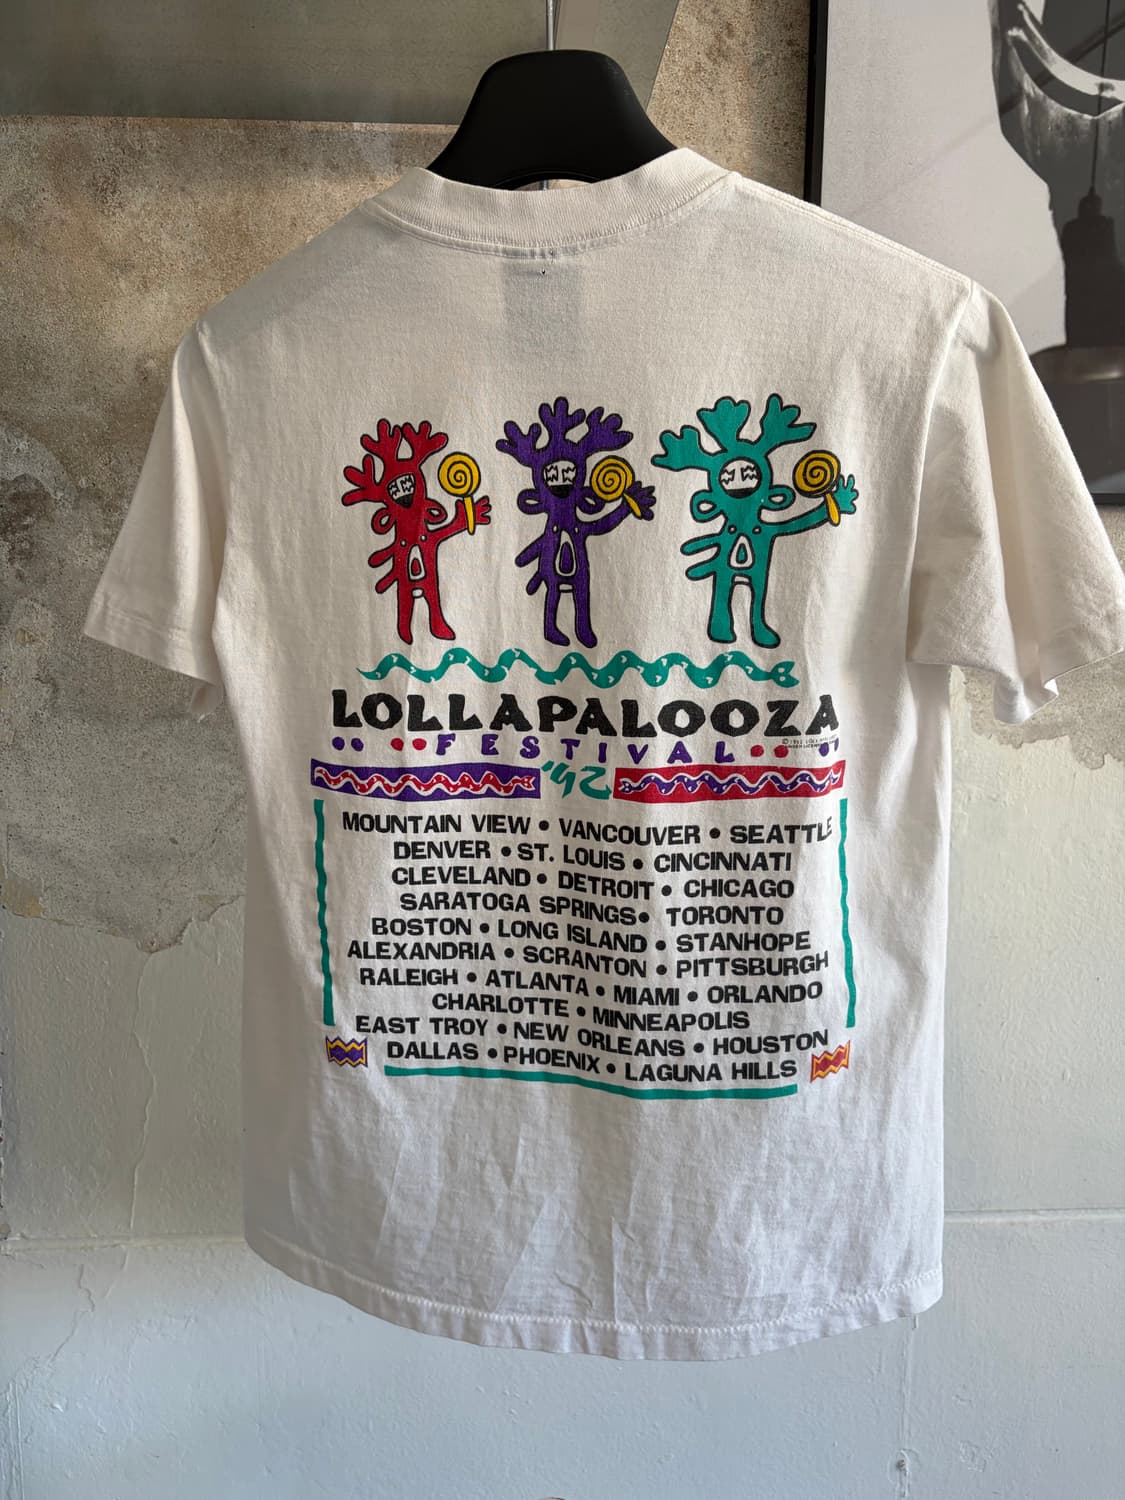 LOLLAPALOOZA
FESTIVAL
'92
MOUNTAIN VIEW • VANCOUVER • SEATTLE
DENVER • ST. LOUIS • CINCINNATI
CLEVELAND • DETROIT • CHICAGO
SARATOGA SPRINGS • TORONTO
BOSTON • LONG ISLAND • STANHOPE
ALEXANDRIA • SCRANTON • PITTSBURGH
RALEIGH • ATLANTA • MIAMI • ORLANDO
CHARLOTTE • MINNEAPOLIS
EAST TROY • NEW ORLEANS • HOUSTON
DALLAS • PHOENIX • LAGUNA HILLS